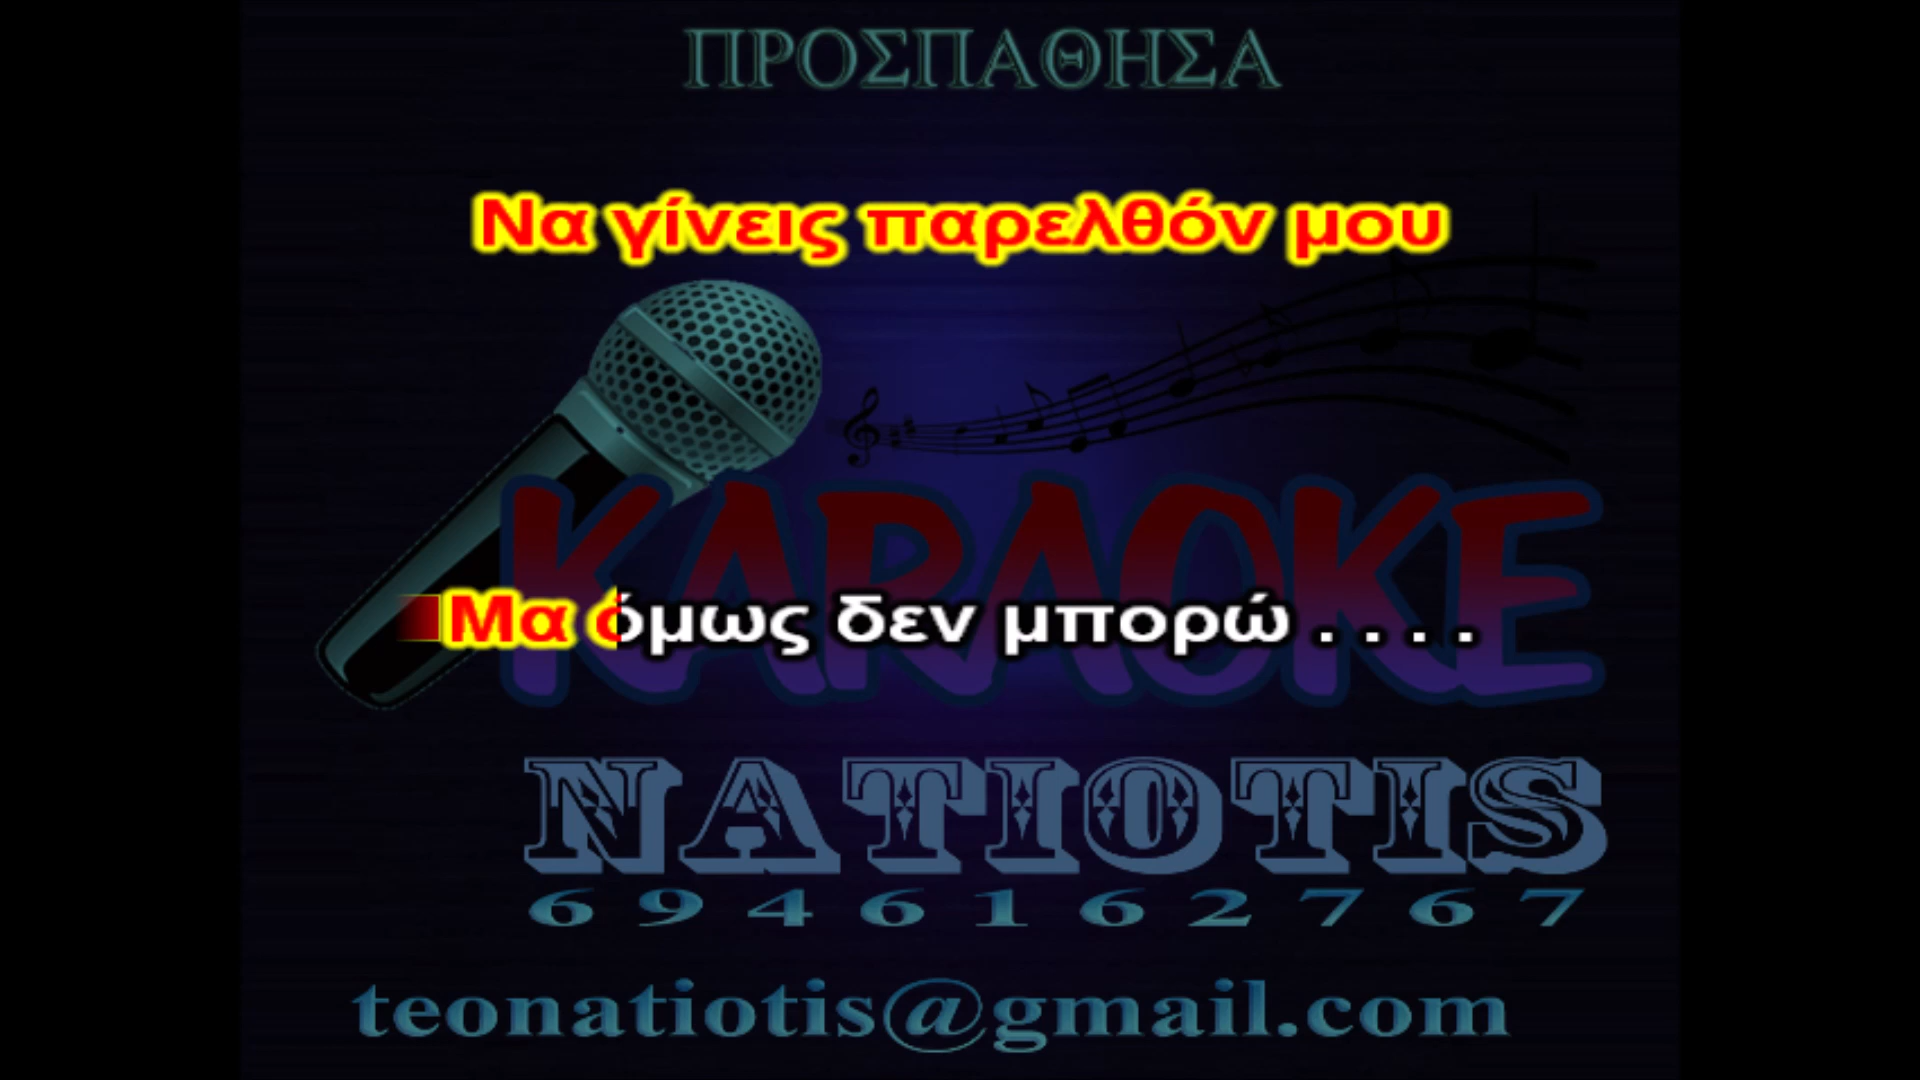 ΠΡΟΣΠΑΘΗΣΑ
Να γίνεις παρελθόν μου
KARAOKE
Μα όμως δεν μπορώ . . . .
NATIOTIS
6946162767
teonatiotis@gmail.com